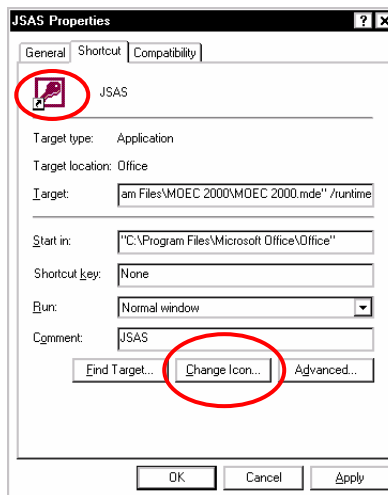 JSAS Properties
General Shortcut Compatibility
JSAS
Target type: Application
Target location: Office
Target: am Files\MOEC 2000\MOEC 2000.mde" /runtime
Start in: "C:\Program Files\Microsoft Office\Office"
Shortcut key: None
Run: Normal window
Comment: JSAS
Find Target... Change Icon... Advanced...
OK Cancel Apply